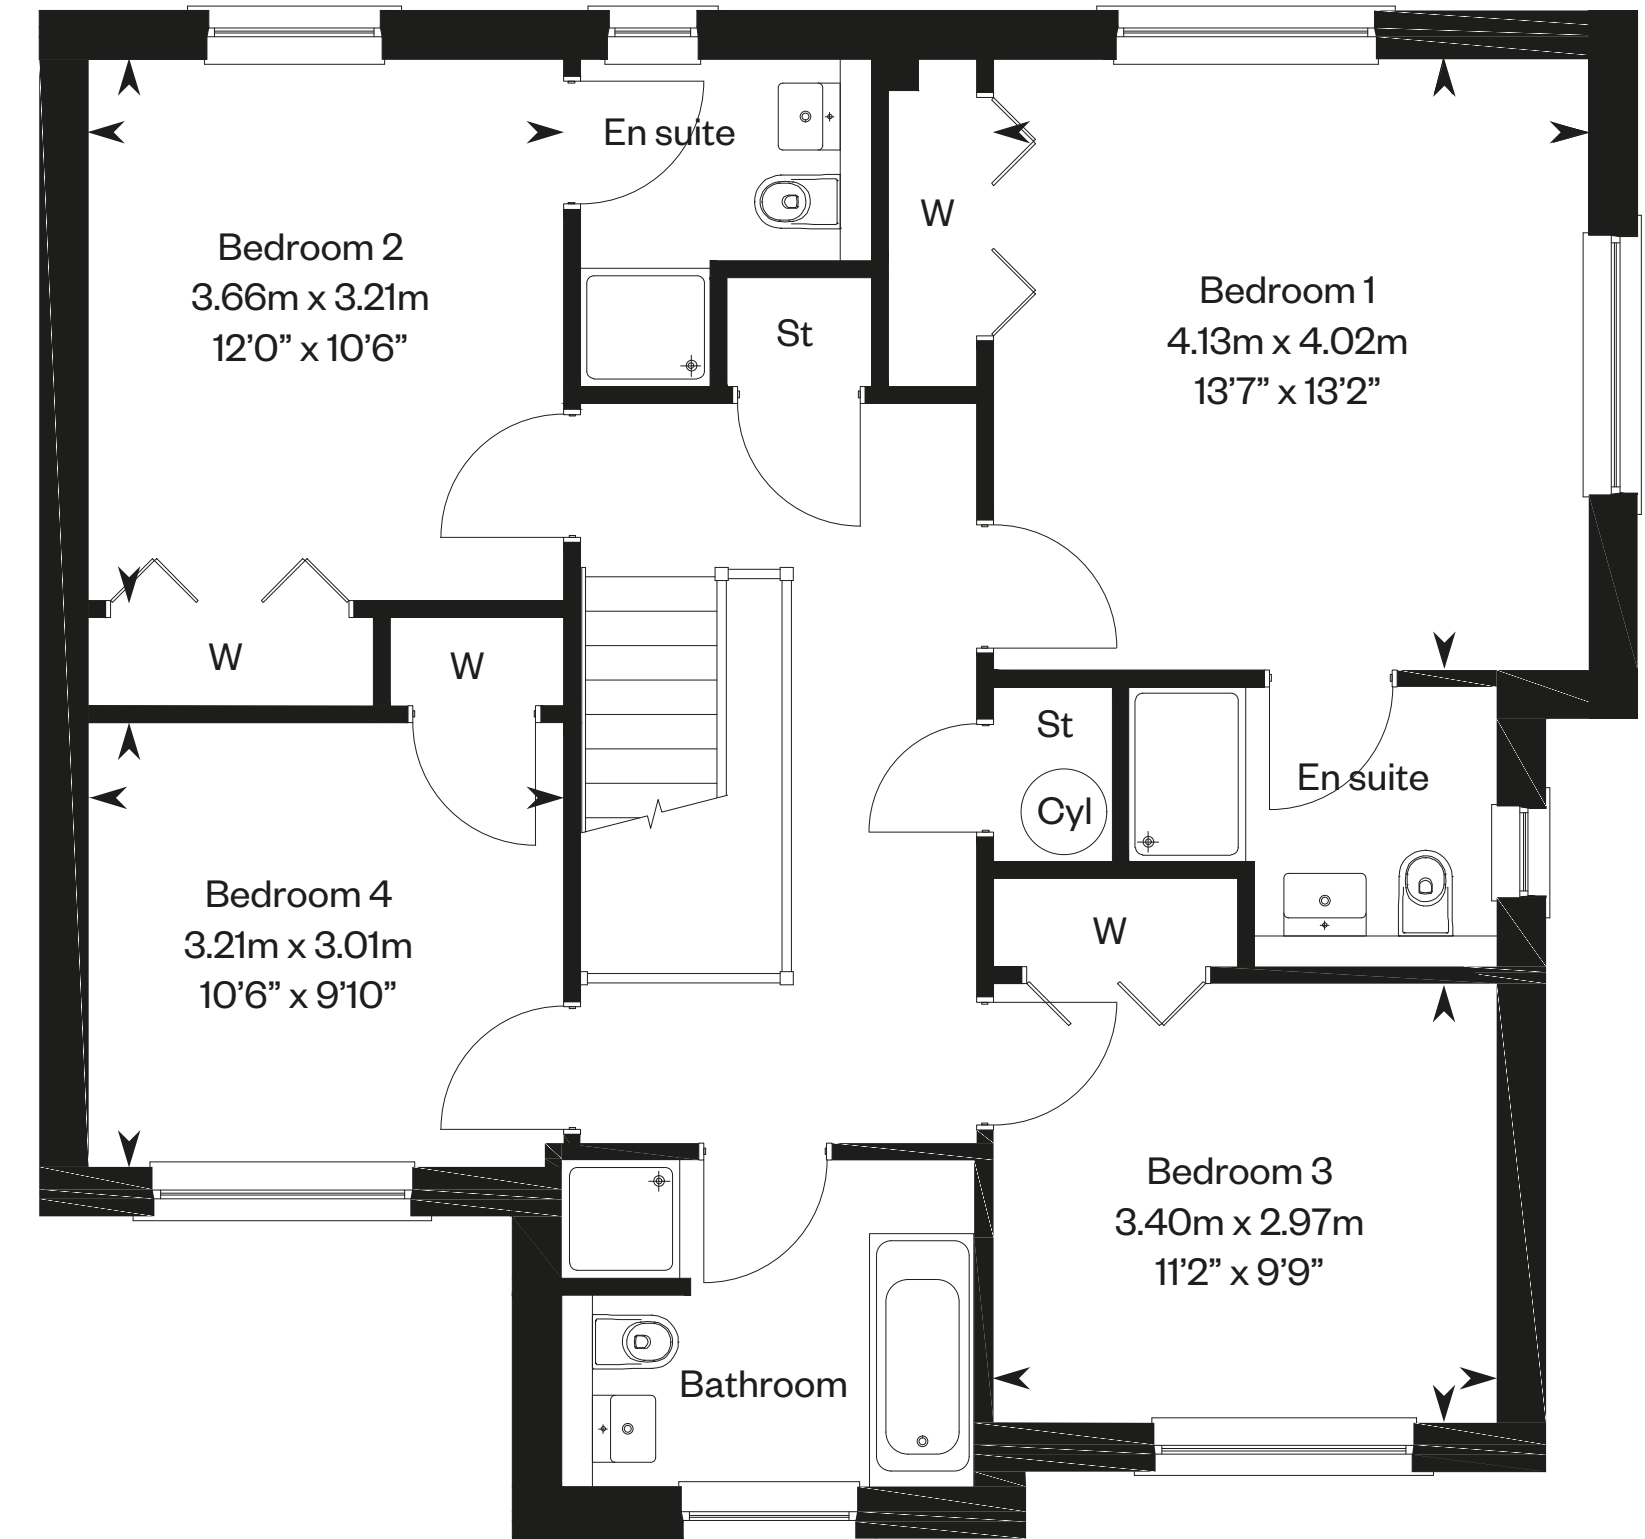 En suite
W
Bedroom 2
3.66m x 3.21m
12’0” x 10’6”
St
Bedroom 1
4.13m x 4.02m
13’7” x 13’2”
W
W
St
Cyl
En suite
Bedroom 4
3.21m x 3.01m
10’6” x 9’10”
W
Bedroom 3
3.40m x 2.97m
11’2” x 9’9”
Bathroom